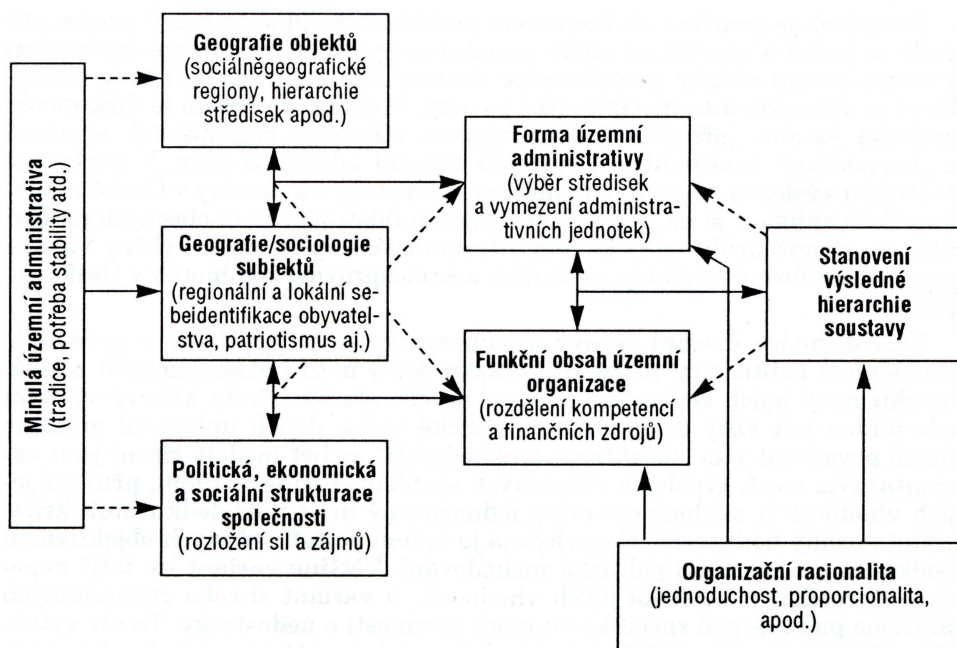 Minulá územní administrativa
(tradice, potřeba stability atd.)
Geografie objektů
(sociálněgeografické
regiony, hierarchie
středisek apod.)
Geografie/sociologie
subjektů
(regionální a lokální se-
beidentifikace obyvatel-
stva, patriotismus aj.)
Politická, ekonomická
a sociální strukturace
společnosti
(rozložení sil a zájmů)
Forma územní
administrativy
(výběr středisek
a vymezení administra-
tivních jednotek)
Funkční obsah územní
organizace
(rozdělení kompetencí
a finančních zdrojů)
Stanovení
výsledné
hierarchie
soustavy
Organizační racionalita
(jednoduchost, proporcionalita,
apod.)